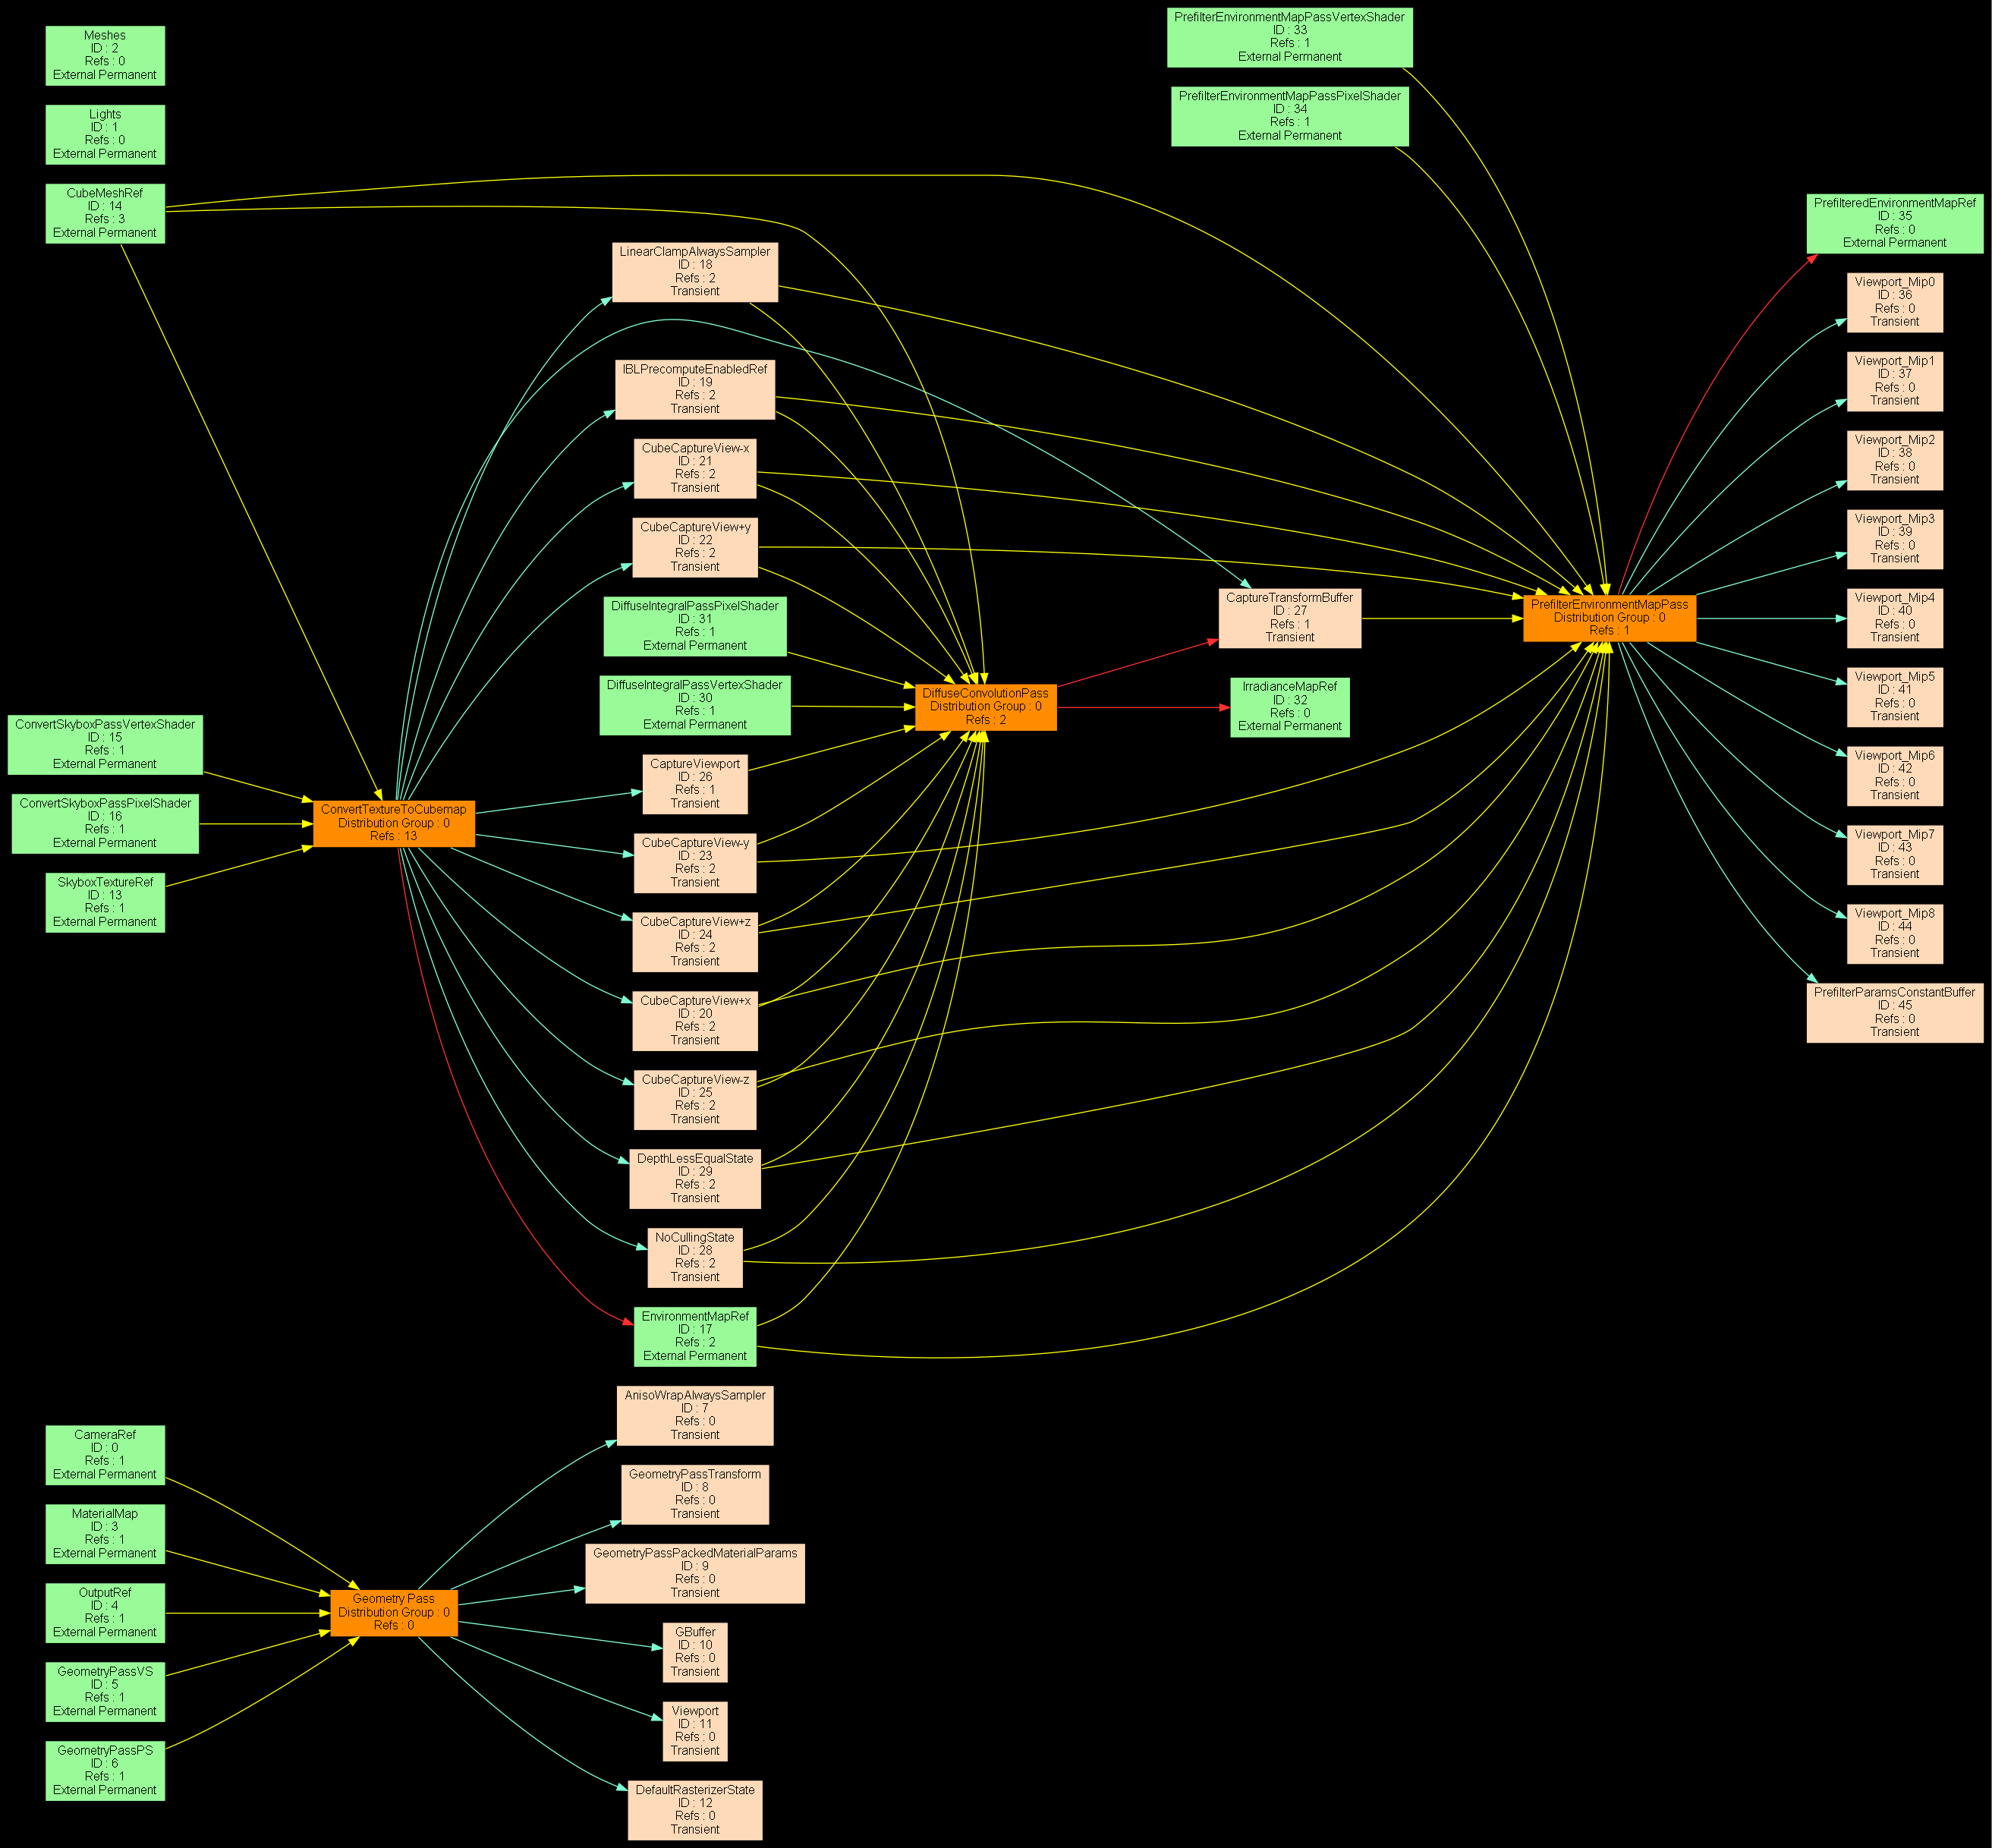 Meshes
ID : 2
Refs : 0
External Permanent
Lights
ID : 1
Refs : 0
External Permanent
CubeMeshRef
ID : 14
Refs : 3
External Permanent
ConvertSkyboxPassVertexShader
ID : 15
Refs : 1
External Permanent
ConvertSkyboxPassPixelShader
ID : 16
Refs : 1
External Permanent
SkyboxTextureRef
ID : 13
Refs : 1
External Permanent
CameraRef
ID : 0
Refs : 1
External Permanent
MaterialMap
ID : 3
Refs : 1
External Permanent
OutputRef
ID : 4
Refs : 1
External Permanent
GeometryPassVS
ID : 5
Refs : 1
External Permanent
GeometryPassPS
ID : 6
Refs : 1
External Permanent
ConvertTextureToCubemap
Distribution Group : 0
Refs : 13
Geometry Pass
Distribution Group : 0
Refs : 0
LinearClampAlwaysSampler
ID : 18
Refs : 2
Transient
IBLPrecomputeEnabledRef
ID : 19
Refs : 2
Transient
CubeCaptureView-x
ID : 21
Refs : 2
Transient
CubeCaptureView+y
ID : 22
Refs : 2
Transient
DiffuseIntegralPassPixelShader
ID : 31
Refs : 1
External Permanent
DiffuseIntegralPassVertexShader
ID : 30
Refs : 1
External Permanent
CaptureViewport
ID : 26
Refs : 1
Transient
CubeCaptureView-y
ID : 23
Refs : 2
Transient
CubeCaptureView+z
ID : 24
Refs : 2
Transient
CubeCaptureView+x
ID : 20
Refs : 2
Transient
CubeCaptureView-z
ID : 25
Refs : 2
Transient
DepthLessEqualState
ID : 29
Refs : 2
Transient
NoCullingState
ID : 28
Refs : 2
Transient
EnvironmentMapRef
ID : 17
Refs : 2
External Permanent
AnisoWrapAlwaysSampler
ID : 7
Refs : 0
Transient
GeometryPassTransform
ID : 8
Refs : 0
Transient
GeometryPassPackedMaterialParams
ID : 9
Refs : 0
Transient
GBuffer
ID : 10
Refs : 0
Transient
Viewport
ID : 11
Refs : 0
Transient
DefaultRasterizerState
ID : 12
Refs : 0
Transient
DiffuseConvolutionPass
Distribution Group : 0
Refs : 2
PrefilterEnvironmentMapPassVertexShader
ID : 33
Refs : 1
External Permanent
PrefilterEnvironmentMapPassPixelShader
ID : 34
Refs : 1
External Permanent
CaptureTransformBuffer
ID : 27
Refs : 1
Transient
IrradianceMapRef
ID : 32
Refs : 0
External Permanent
PrefilterEnvironmentMapPass
Distribution Group : 0
Refs : 1
PrefilteredEnvironmentMapRef
ID : 35
Refs : 0
External Permanent
Viewport_Mip0
ID : 36
Refs : 0
Transient
Viewport_Mip1
ID : 37
Refs : 0
Transient
Viewport_Mip2
ID : 38
Refs : 0
Transient
Viewport_Mip3
ID : 39
Refs : 0
Transient
Viewport_Mip4
ID : 40
Refs : 0
Transient
Viewport_Mip5
ID : 41
Refs : 0
Transient
Viewport_Mip6
ID : 42
Refs : 0
Transient
Viewport_Mip7
ID : 43
Refs : 0
Transient
Viewport_Mip8
ID : 44
Refs : 0
Transient
PrefilterParamsConstantBuffer
ID : 45
Refs : 0
Transient